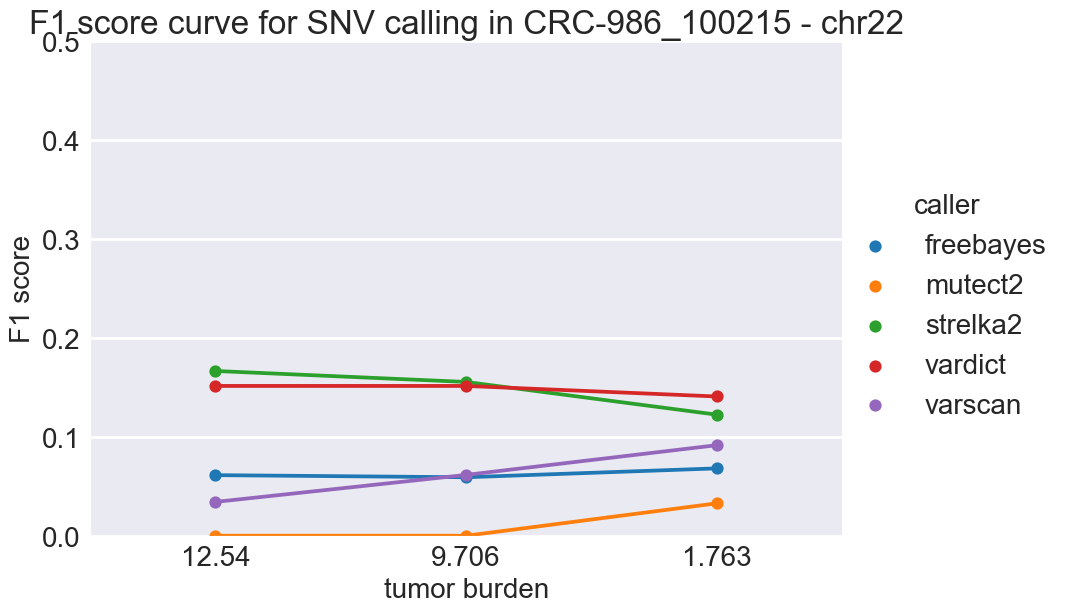 F1 score curve for SNV calling in CRC-986_100215 - chr22
0.5
0.4
0.3
0.2
0.1
0.0
F1 score
12.54 9.706 1.763
tumor burden
caller
freebayes
mutect2
strelka2
vardict
varscan